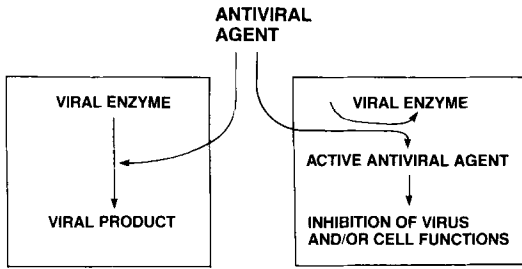 ANTIVIRAL
AGENT
VIRAL ENZYME
VIRAL PRODUCT
VIRAL ENZYME
ACTIVE ANTIVIRAL AGENT
INHIBITION OF VIRUS
AND/OR CELL FUNCTIONS